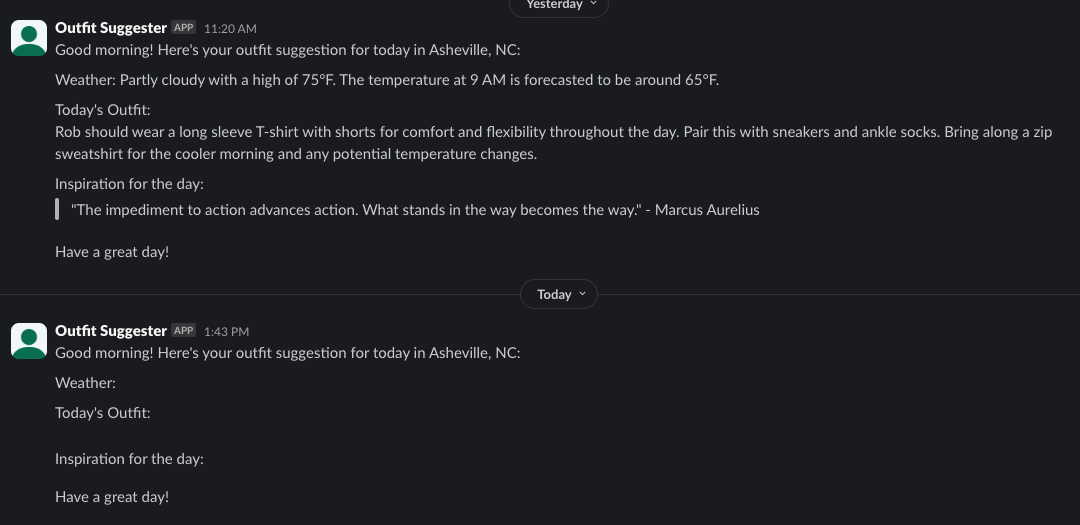 Yesterday
Outfit Suggester APP 11:20 AM
Good morning! Here's your outfit suggestion for today in Asheville, NC:
Weather: Partly cloudy with a high of 75°F. The temperature at 9 AM is forecasted to be around 65°F.
Today's Outfit:
Rob should wear a long sleeve T-shirt with shorts for comfort and flexibility throughout the day. Pair this with sneakers and ankle socks. Bring along a zip
sweatshirt for the cooler morning and any potential temperature changes.
Inspiration for the day:
"The impediment to action advances action. What stands in the way becomes the way." - Marcus Aurelius
Have a great day!
Today
Outfit Suggester APP 1:43 PM
Good morning! Here's your outfit suggestion for today in Asheville, NC:
Weather:
Today's Outfit:
Inspiration for the day:
Have a great day!